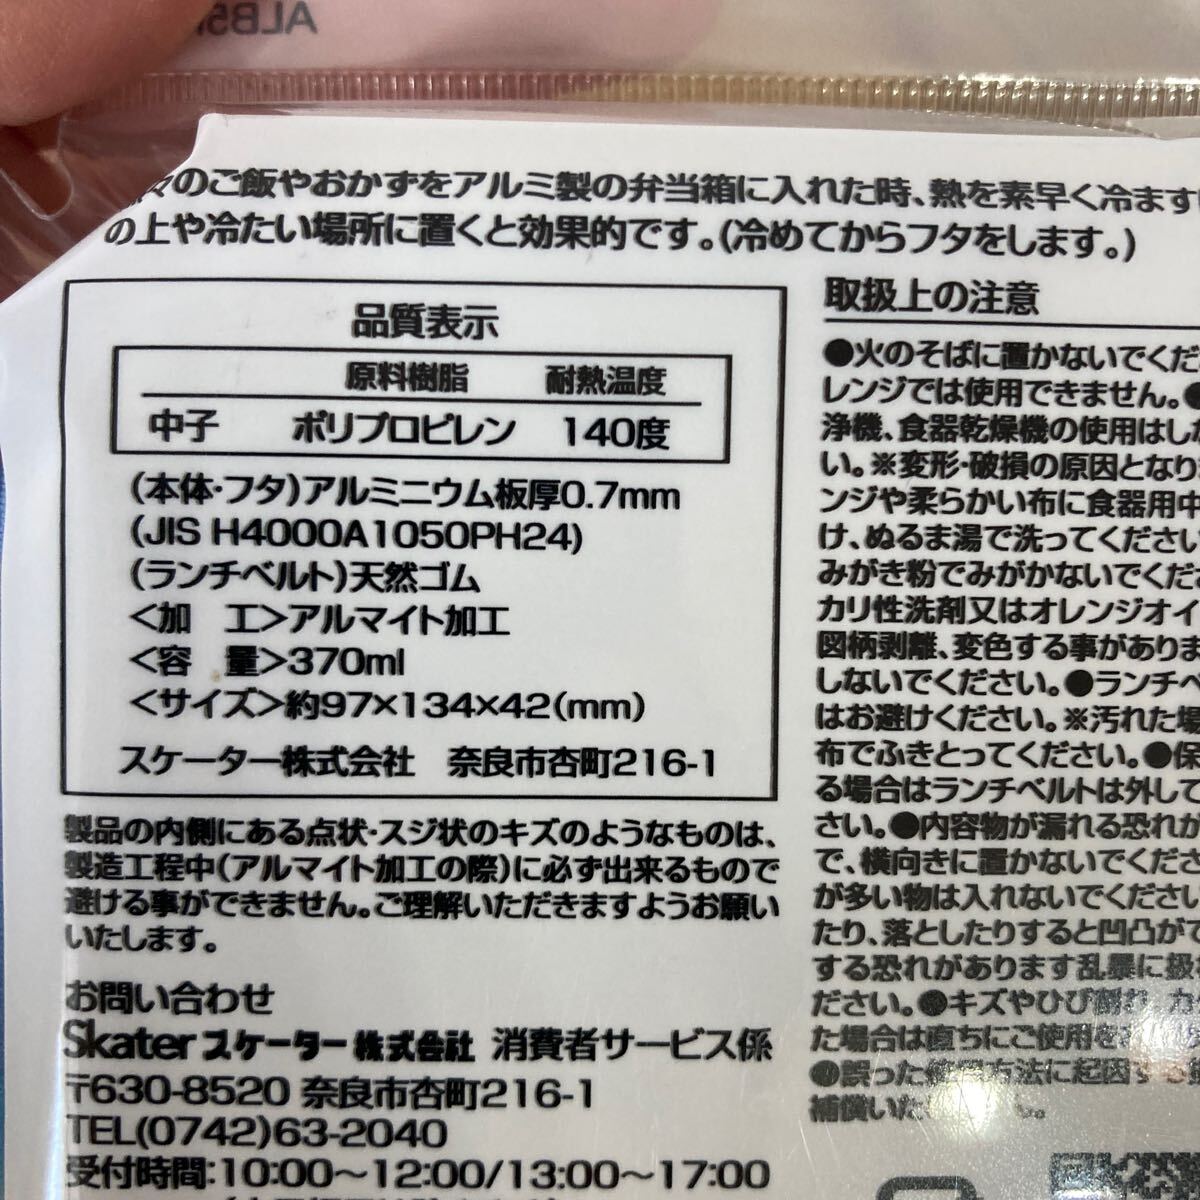 ALB5
々のご飯やおかずをアルミ製の弁当箱に入れた時、熱を素早く冷ます
の上や冷たい場所に置くと効果的です。(冷めてからフタをします。)
品質表示
原料樹脂 耐熱温度
中子 ポリプロピレン 140度
(本体・フタ)アルミニウム板厚0.7mm
(JIS H4000A1050PH24)
(ランチベルト)天然ゴム
<加 工>アルマイト加工
<容 量>370ml
<サイズ>約97×134×42(mm)
スケーター株式会社 奈良市杏町216-1
製品の内側にある点状・スジ状のキズのようなものは、
製造工程中(アルマイト加工の際)に必ず出来るもので
避ける事ができません。ご理解いただきますようお願い
いたします。
お問い合わせ
Skater スケーター株式会社 消費者サービス係
〒630-8520 奈良市杏町216-1
TEL(0742)63-2040
受付時間:10:00～12:00/13:00～17:00
取扱上の注意
●火のそばに置かないでくだ
レンジでは使用できません。●
浄機、食器乾燥機の使用はし
い。※変形・破損の原因となり
ンジや柔らかい布に食器用中
け、ぬるま湯で洗ってください
みがき粉でみがかないでくだ
カリ性洗剤又はオレンジオイ
図柄剥離、変色する事がありま
しないでください。●ランチベ
はお避けください。※汚れた場
布でふきとってください。●保
る場合はランチベルトは外して
さい。●内容物が漏れる恐れが
で、横向きに置かないでくださ
が多い物は入れないでください
たり、落としたりすると凹凸がで
する恐れがあります乱暴に扱
ださい。●キズやひび割れ、カ
た場合は直ちにご使用を
●誤った使用方法に起因する
補償いた